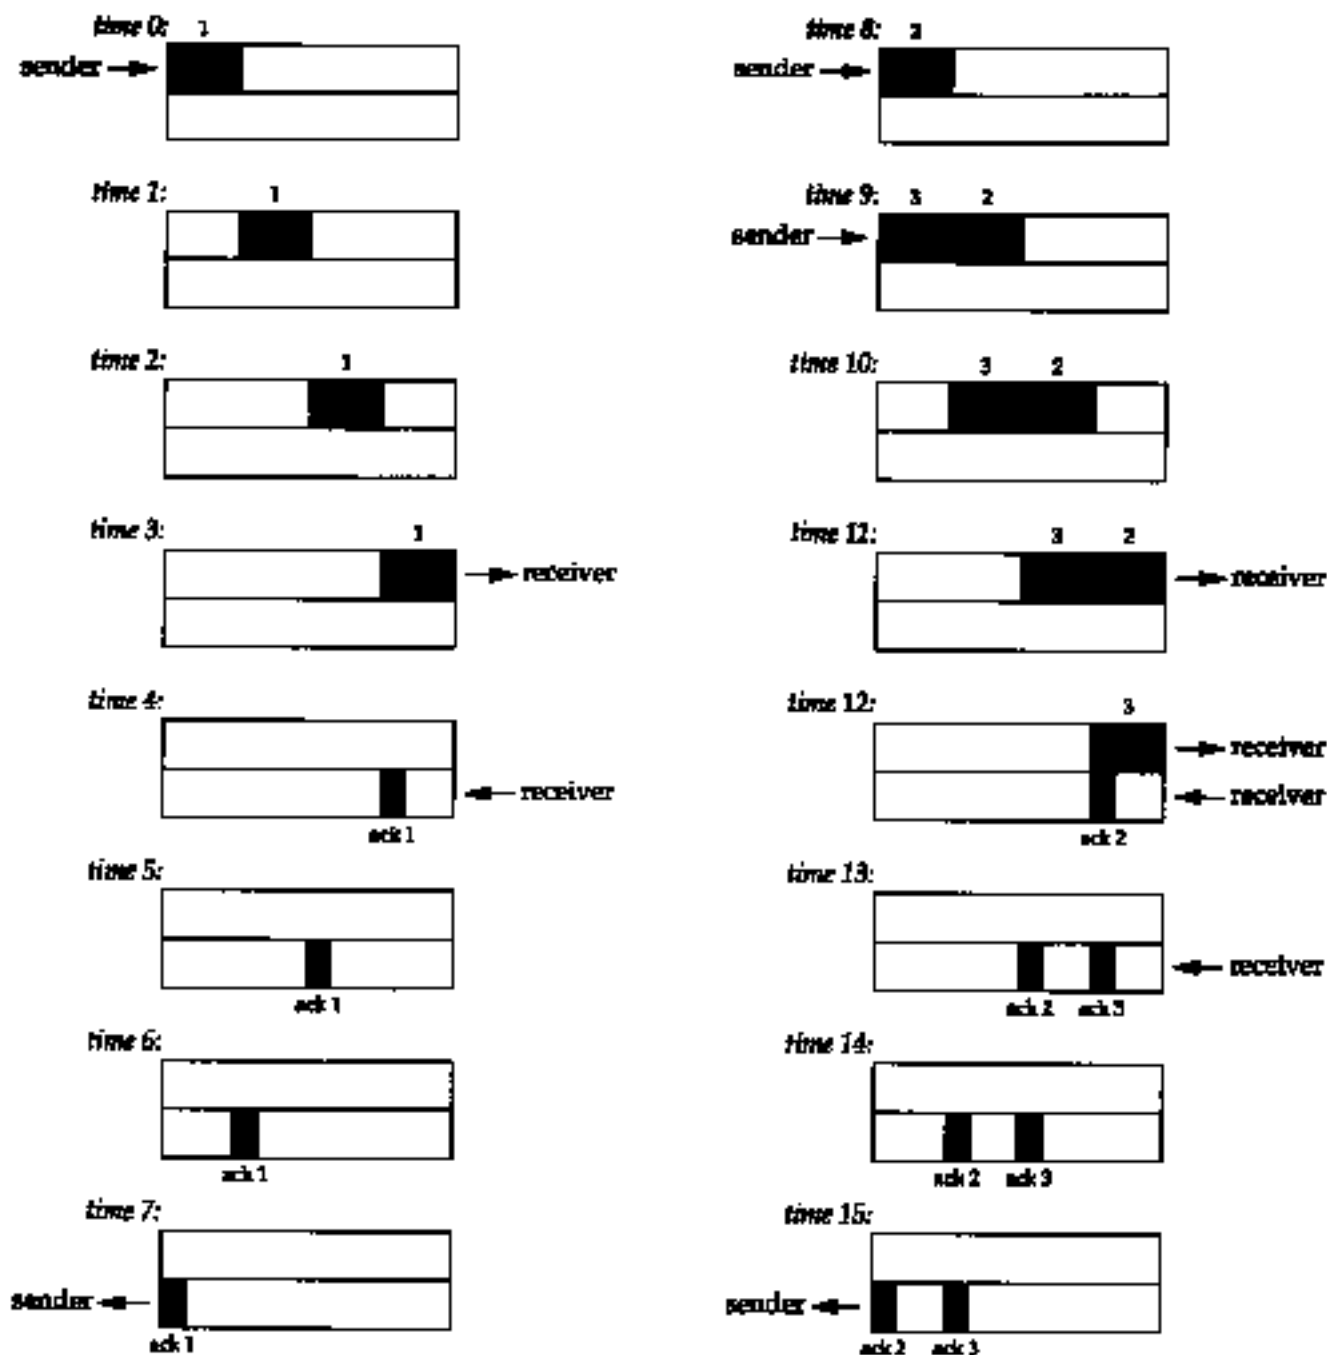 time 0: 1
sender
time 1: 1
time 2: 1
time 3: 1
receiver
time 4:
receiver
ack 1
time 5:
ack 1
time 6:
ack 1
time 7:
sender
ack 1
time 8: 2
sender
time 9: 3 2
sender
time 10: 3 2
time 11: 3 2
receiver
time 12: 3
receiver
receiver
ack 2
time 13:
receiver
ack 2 ack 3
time 14:
ack 2 ack 3
time 15:
sender
ack 2 ack 3